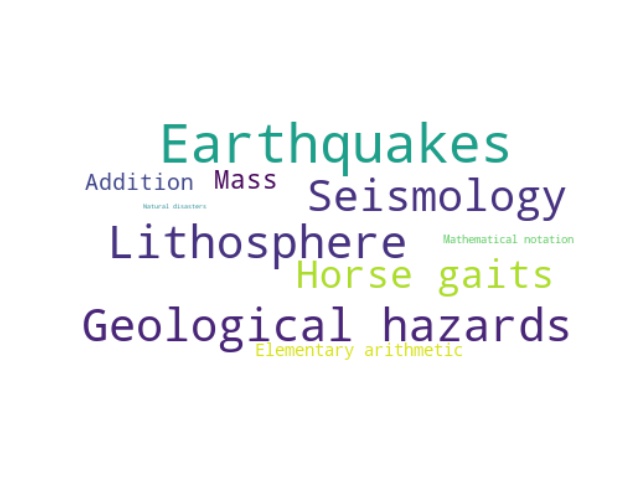 Earthquakes
Addition Mass
Seismology
Natural disasters
Lithosphere
Mathematical notation
Horse gaits
Geological hazards
Elementary arithmetic